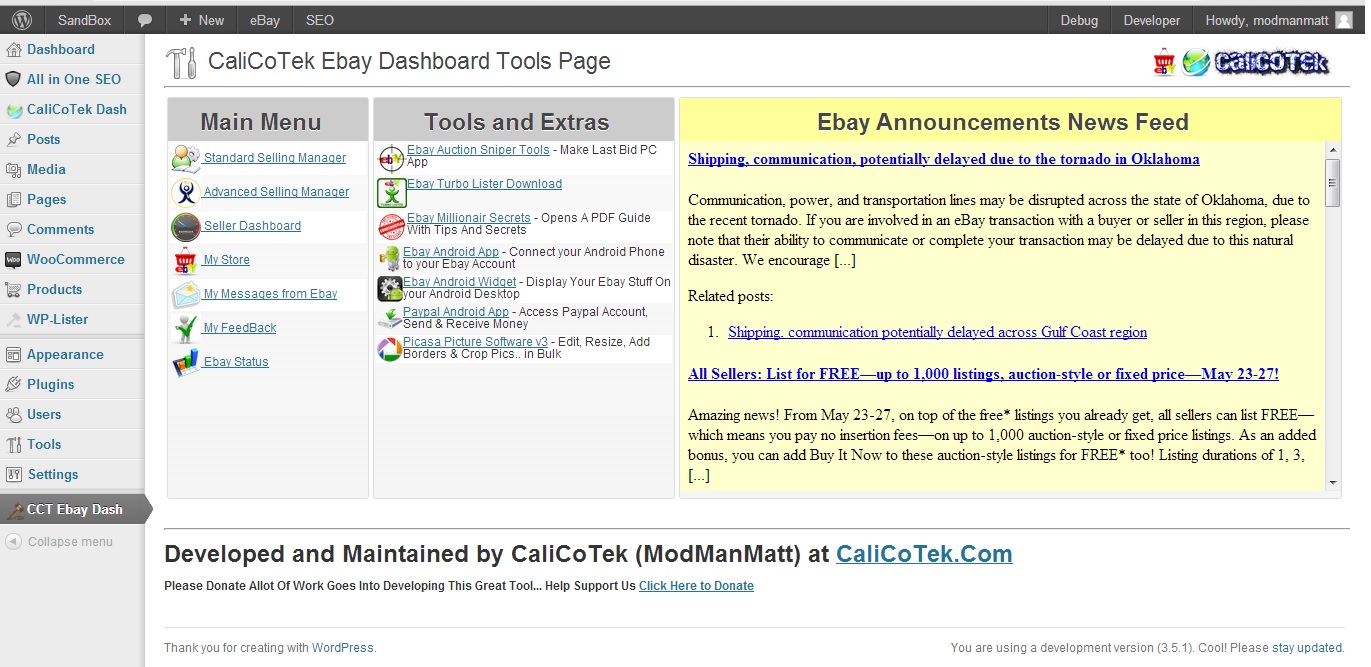 SandBox
New
eBay
SEO
Debug
Developer
Howdy, modmanmatt
Dashboard
All in One SEO
CaliCoTek Dash
Posts
Media
Pages
Comments
WooCommerce
Products
WP-Lister
Appearance
Plugins
Users
Tools
Settings
CCT Ebay Dash
Collapse menu
CaliCoTek Ebay Dashboard Tools Page
CaliCoTek
Main Menu
Standard Selling Manager
Advanced Selling Manager
Seller Dashboard
My Store
My Messages from Ebay
My FeedBack
Ebay Status
Tools and Extras
Ebay Auction Sniper Tools - Make Last Bid PC
App
Ebay Turbo Lister Download
Ebay Millionair Secrets - Opens A PDF Guide
With Tips And Secrets
Ebay Android App - Connect your Android Phone
to your Ebay Account
Ebay Android Widget - Display Your Ebay Stuff On
your Android Desktop
Paypal Android App - Access Paypal Account,
Send & Receive Money
Picasa Picture Software v3 - Edit, Resize, Add
Borders & Crop Pics.. in Bulk
Ebay Announcements News Feed
Shipping, communication, potentially delayed due to the tornado in Oklahoma
Communication, power, and transportation lines may be disrupted across the state of Oklahoma, due to
the recent tornado. If you are involved in an eBay transaction with a buyer or seller in this region, please
note that their ability to communicate or complete your transaction may be delayed due to this natural
disaster. We encourage [...]
Related posts:
1. Shipping, communication potentially delayed across Gulf Coast region
All Sellers: List for FREE—up to 1,000 listings, auction-style or fixed price—May 23-27!
Amazing news! From May 23-27, on top of the free* listings you already get, all sellers can list FREE—
which means you pay no insertion fees—on up to 1,000 auction-style or fixed price listings. As an added
bonus, you can add Buy It Now to these auction-style listings for FREE* too! Listing durations of 1, 3,
[...]
Developed and Maintained by CaliCoTek (ModManMatt) at CaliCoTek.Com
Please Donate Allot Of Work Goes Into Developing This Great Tool... Help Support Us Click Here to Donate
Thank you for creating with WordPress.
You are using a development version (3.5.1). Cool! Please stay updated.